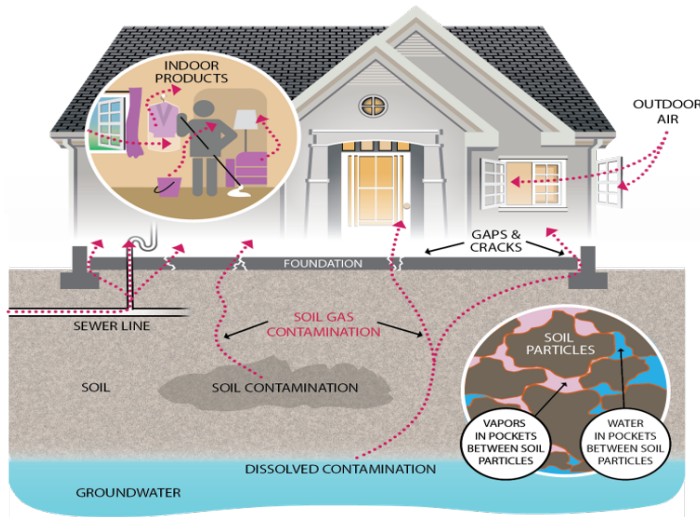 INDOOR
PRODUCTS
OUTDOOR
AIR
GAPS &
CRACKS
FOUNDATION
SEWER LINE
SOIL GAS
CONTAMINATION
SOIL
PARTICLES
SOIL
SOIL CONTAMINATION
VAPORS
IN POCKETS
BETWEEN SOIL
PARTICLES
WATER
IN POCKETS
BETWEEN SOIL
PARTICLES
DISSOLVED CONTAMINATION
GROUNDWATER